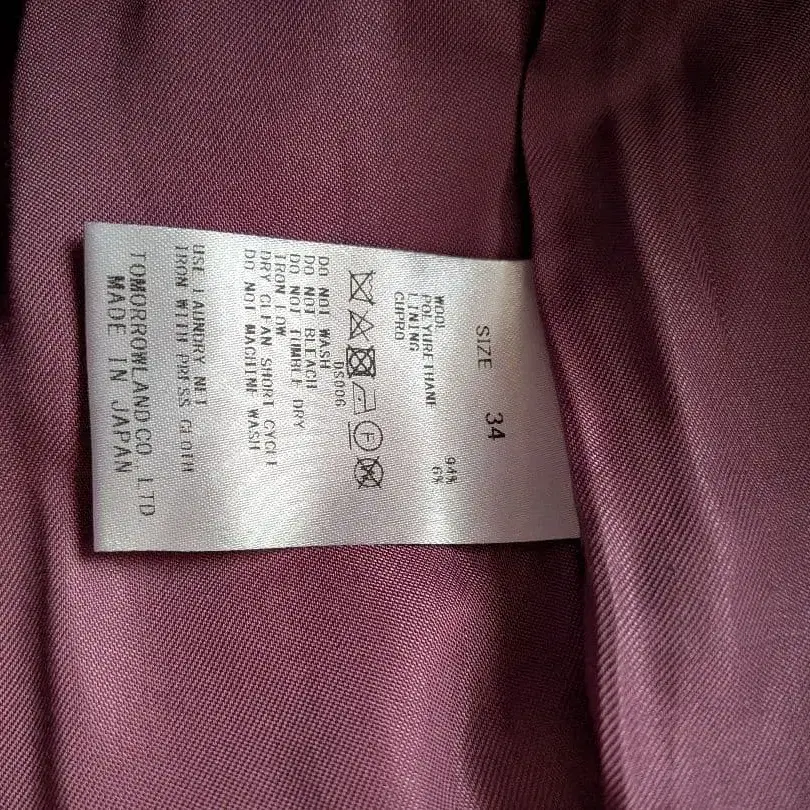 SIZE 34
WOOL 94%
POLYURETHANE 6%
LINING
CUPRO
DS006
DO NOT WASH
DO NOT BLEACH
DO NOT TUMBLE DRY
IRON LOW
DRY CLEAN SHORT CYCLE
DO NOT MACHINE WASH
USE LAUNDRY NET
IRON WITH PRESS CLOTH
TOMORROWLAND CO. LTD
MADE IN JAPAN